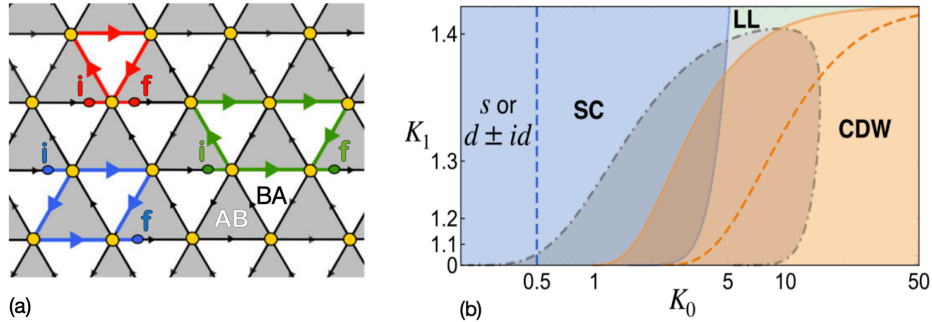 i f
i f
i
BA
AB
f
(a)
K₁
1.4
1.3
1.2
1.1
0
s or
d ± id
SC
LL
CDW
0.5 1 5 10 50
K₀
(b)